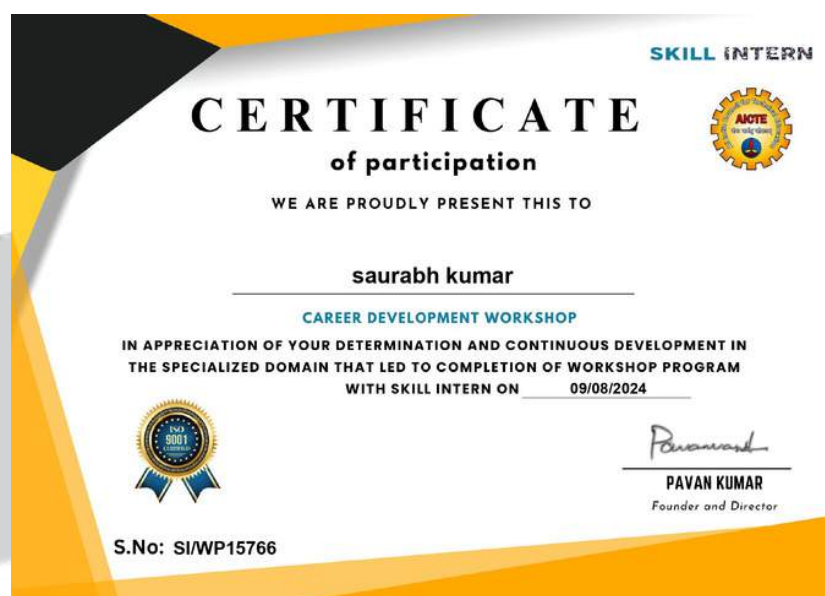 SKILL INTERN
CERTIFICATE
AICTE
of participation
WE ARE PROUDLY PRESENT THIS TO
saurabh kumar
CAREER DEVELOPMENT WORKSHOP
IN APPRECIATION OF YOUR DETERMINATION AND CONTINUOUS DEVELOPMENT IN
THE SPECIALIZED DOMAIN THAT LED TO COMPLETION OF WORKSHOP PROGRAM
WITH SKILL INTERN ON 09/08/2024
ISO
9001
CERTIFIED
PAVAN KUMAR
Founder and Director
S.No: SI/WP15766